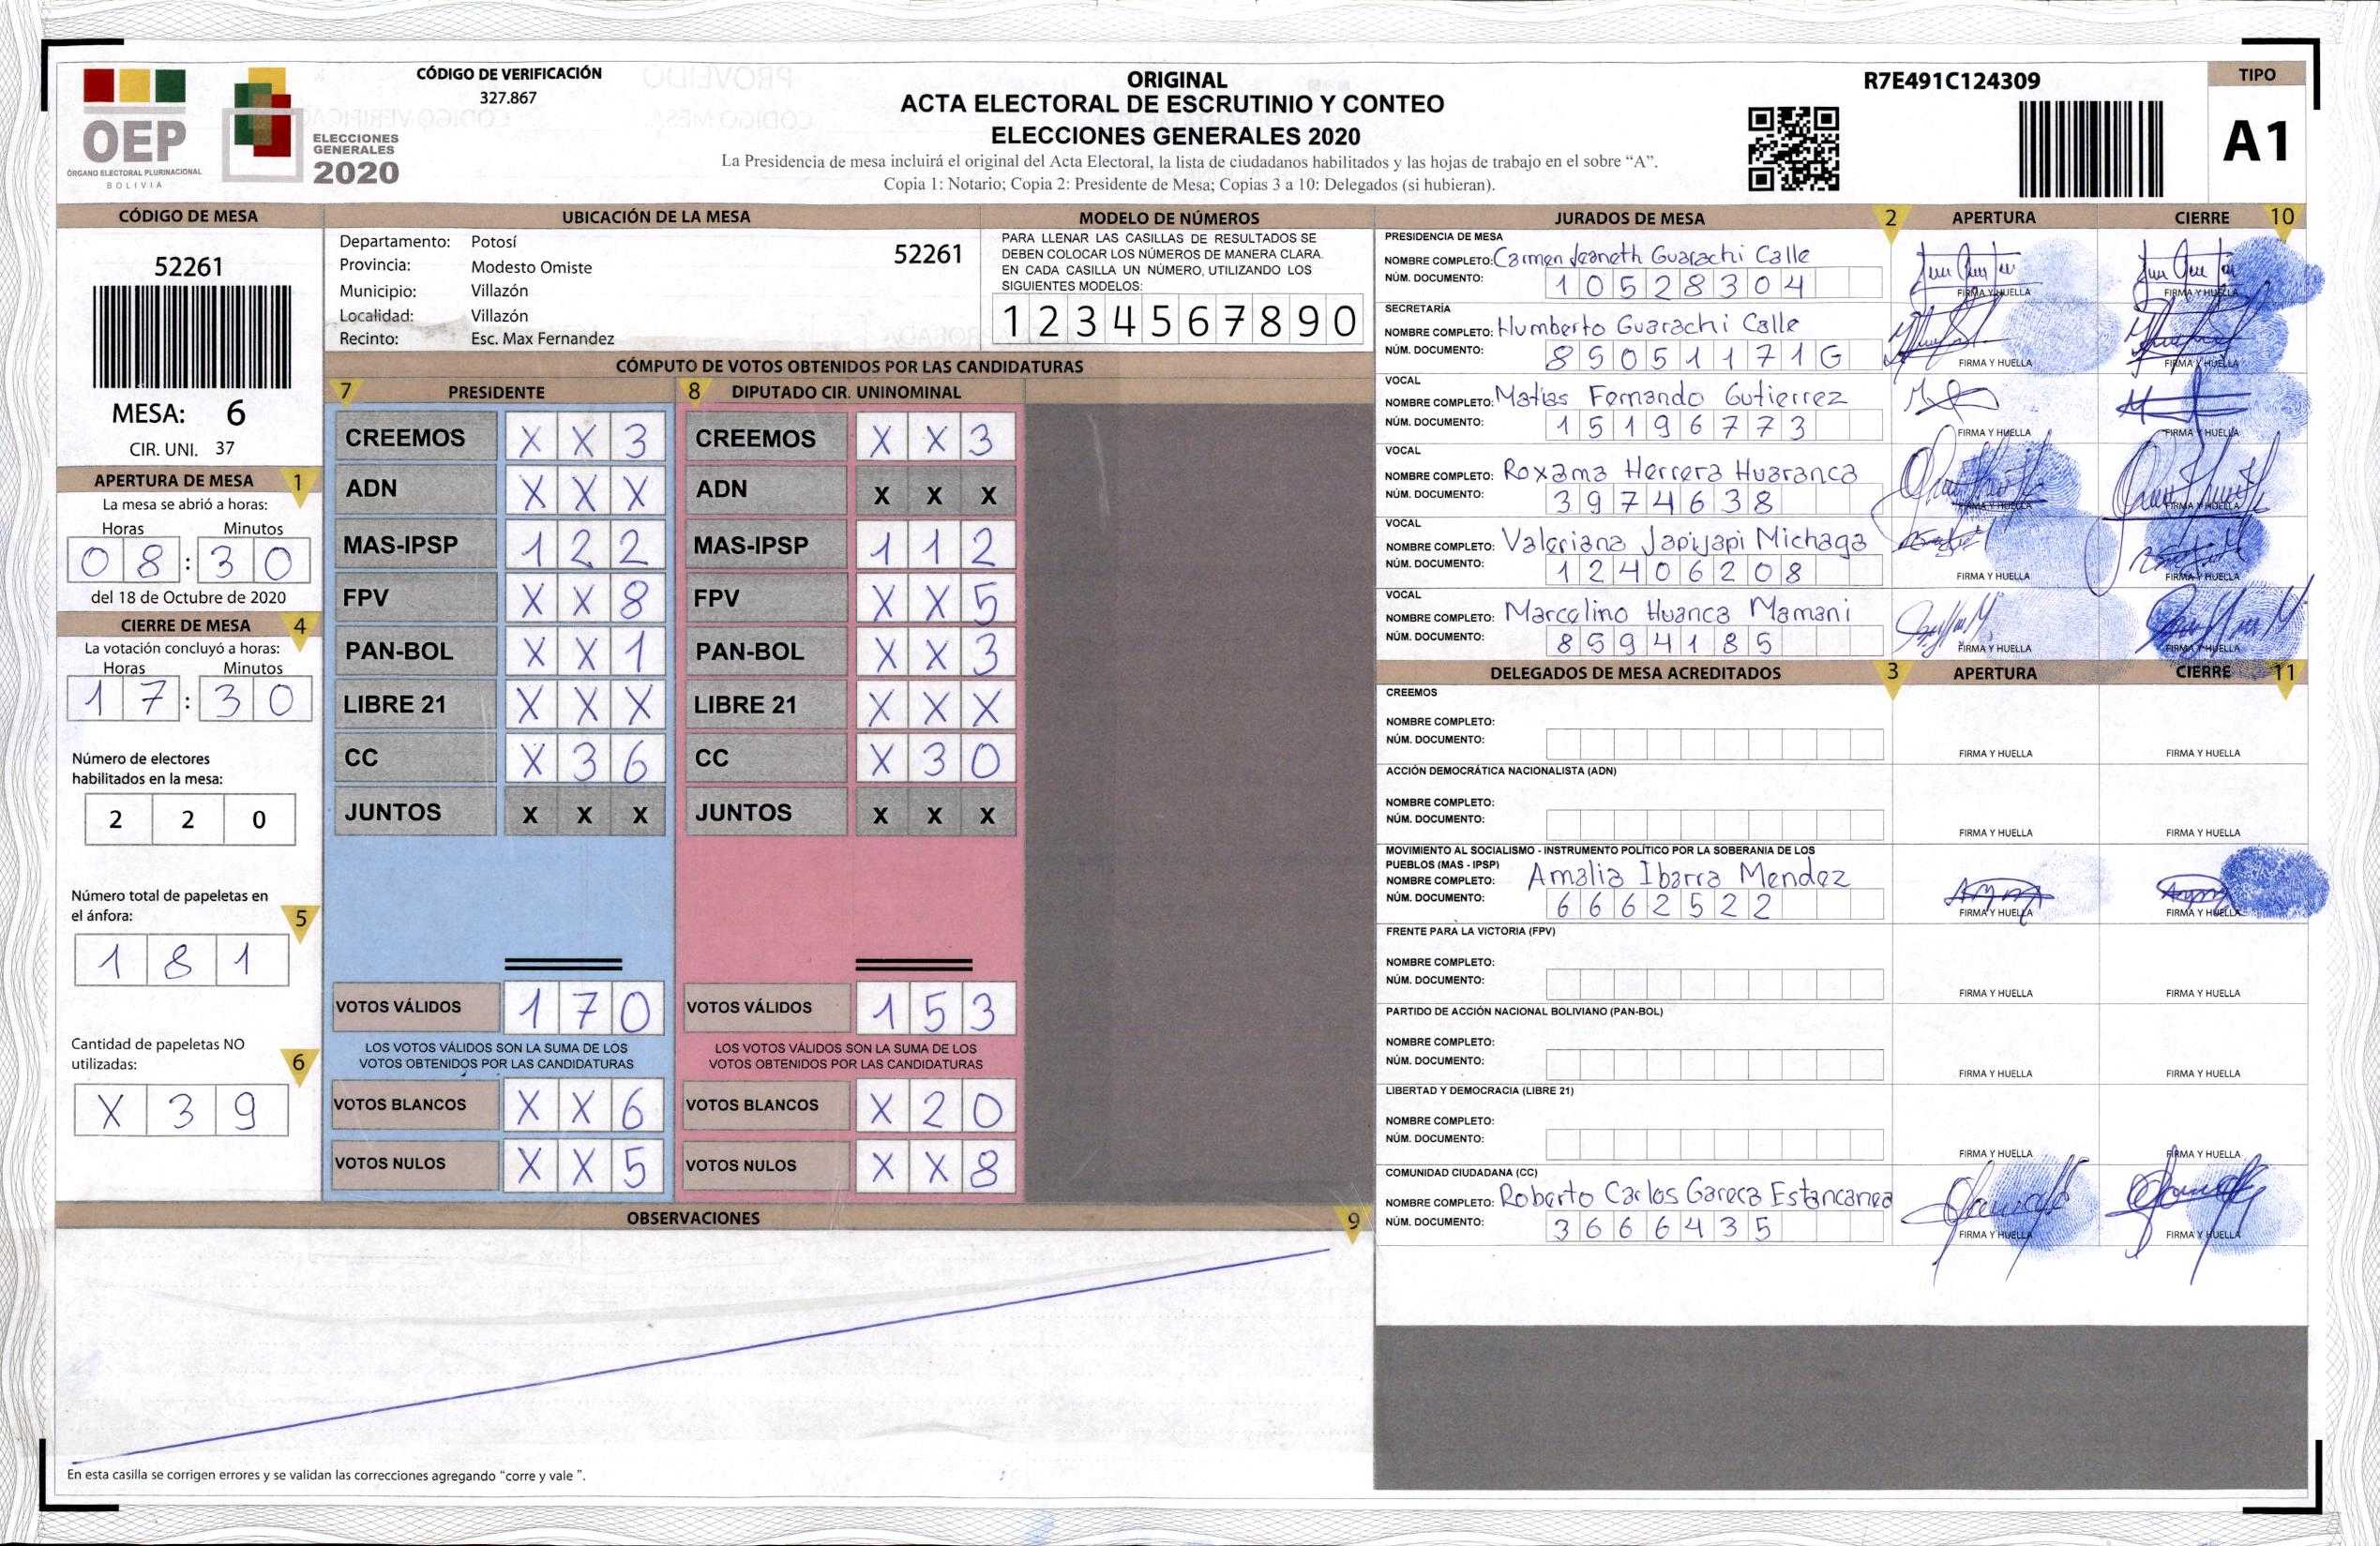 OEP
ÓRGANO ELECTORAL PLURINACIONAL
BOLIVIA
ELECCIONES
GENERALES
2020
CÓDIGO DE VERIFICACIÓN
327.867
ORIGINAL
ACTA ELECTORAL DE ESCRUTINIO Y CONTEO
ELECCIONES GENERALES 2020
La Presidencia de mesa incluirá el original del Acta Electoral, la lista de ciudadanos habilitados y las hojas de trabajo en el sobre “A”.
Copia 1: Notario; Copia 2: Presidente de Mesa; Copias 3 a 10: Delegados (si hubieran).
R7E491C124309
TIPO
A1
CÓDIGO DE MESA
52261
MESA: 6
CIR. UNI. 37
APERTURA DE MESA 1
La mesa se abrió a horas:
Horas Minutos
08:30
del 18 de Octubre de 2020
CIERRE DE MESA 4
La votación concluyó a horas:
Horas Minutos
17:30
Número de electores
habilitados en la mesa:
2 2 0
Número total de papeletas en
el ánfora: 5
1 8 1
Cantidad de papeletas NO
utilizadas: 6
X 3 9
UBICACIÓN DE LA MESA
Departamento: Potosí 52261
Provincia: Modesto Omiste
Municipio: Villazón
Localidad: Villazón
Recinto: Esc. Max Fernandez
MODELO DE NÚMEROS
PARA LLENAR LAS CASILLAS DE RESULTADOS SE
DEBEN COLOCAR LOS NÚMEROS DE MANERA CLARA.
EN CADA CASILLA UN NÚMERO, UTILIZANDO LOS
SIGUIENTES MODELOS:
1 2 3 4 5 6 7 8 9 0
CÓMPUTO DE VOTOS OBTENIDOS POR LAS CANDIDATURAS
7 PRESIDENTE
CREEMOS X X 3
ADN X X X
MAS-IPSP 1 2 2
FPV X X 8
PAN-BOL X X 1
LIBRE 21 X X X
CC X 3 6
JUNTOS X X X
VOTOS VÁLIDOS 1 7 0
LOS VOTOS VÁLIDOS SON LA SUMA DE LOS
VOTOS OBTENIDOS POR LAS CANDIDATURAS
VOTOS BLANCOS X X 6
VOTOS NULOS X X 5
8 DIPUTADO CIR. UNINOMINAL
CREEMOS X X 3
ADN X X X
MAS-IPSP 1 1 2
FPV X X 5
PAN-BOL X X 3
LIBRE 21 X X X
CC X 3 0
JUNTOS X X X
VOTOS VÁLIDOS 1 5 3
LOS VOTOS VÁLIDOS SON LA SUMA DE LOS
VOTOS OBTENIDOS POR LAS CANDIDATURAS
VOTOS BLANCOS X 2 0
VOTOS NULOS X X 8
OBSERVACIONES 9
En esta casilla se corrigen errores y se validan las correcciones agregando “corre y vale ”.
JURADOS DE MESA 2 APERTURA CIERRE 10
PRESIDENCIA DE MESA
NOMBRE COMPLETO: Carmen Jeaneth Guarachi Calle
NÚM. DOCUMENTO: 10528304
FIRMA Y HUELLA FIRMA Y HUELLA
SECRETARÍA
NOMBRE COMPLETO: Humberto Guarachi Calle
NÚM. DOCUMENTO: 85051171G
FIRMA Y HUELLA FIRMA Y HUELLA
VOCAL
NOMBRE COMPLETO: Matias Fernando Gutierrez
NÚM. DOCUMENTO: 15196773
FIRMA Y HUELLA FIRMA Y HUELLA
VOCAL
NOMBRE COMPLETO: Roxama Herrera Huaranca
NÚM. DOCUMENTO: 3974638
FIRMA Y HUELLA FIRMA Y HUELLA
VOCAL
NOMBRE COMPLETO: Valeriana Japiyapi Michaga
NÚM. DOCUMENTO: 12406208
FIRMA Y HUELLA FIRMA Y HUELLA
VOCAL
NOMBRE COMPLETO: Marcelino Huanca Mamani
NÚM. DOCUMENTO: 8594185
FIRMA Y HUELLA FIRMA Y HUELLA
DELEGADOS DE MESA ACREDITADOS 3 APERTURA CIERRE 11
CREEMOS
NOMBRE COMPLETO:
NÚM. DOCUMENTO:
FIRMA Y HUELLA FIRMA Y HUELLA
ACCIÓN DEMOCRÁTICA NACIONALISTA (ADN)
NOMBRE COMPLETO:
NÚM. DOCUMENTO:
FIRMA Y HUELLA FIRMA Y HUELLA
MOVIMIENTO AL SOCIALISMO - INSTRUMENTO POLÍTICO POR LA SOBERANIA DE LOS
PUEBLOS (MAS - IPSP)
NOMBRE COMPLETO: Amalia Ibarra Mendez
NÚM. DOCUMENTO: 6662522
FIRMA Y HUELLA FIRMA Y HUELLA
FRENTE PARA LA VICTORIA (FPV)
NOMBRE COMPLETO:
NÚM. DOCUMENTO:
FIRMA Y HUELLA FIRMA Y HUELLA
PARTIDO DE ACCIÓN NACIONAL BOLIVIANO (PAN-BOL)
NOMBRE COMPLETO:
NÚM. DOCUMENTO:
FIRMA Y HUELLA FIRMA Y HUELLA
LIBERTAD Y DEMOCRACIA (LIBRE 21)
NOMBRE COMPLETO:
NÚM. DOCUMENTO:
FIRMA Y HUELLA FIRMA Y HUELLA
COMUNIDAD CIUDADANA (CC)
NOMBRE COMPLETO: Roberto Carlos Gareca Estancanea
NÚM. DOCUMENTO: 3666435
FIRMA Y HUELLA FIRMA Y HUELLA